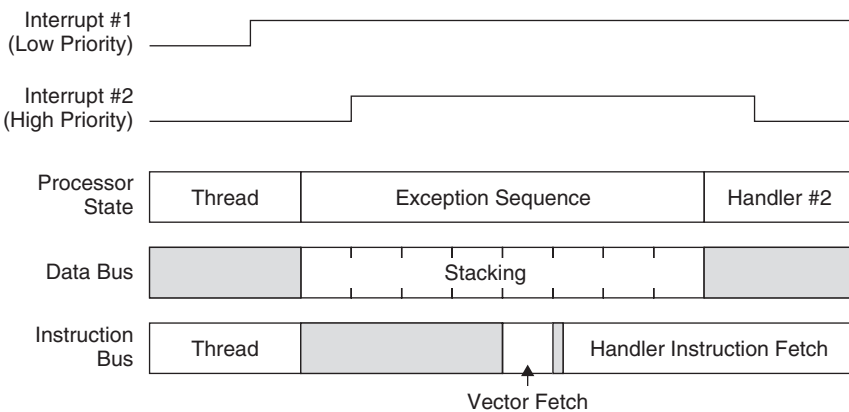 Interrupt #1
(Low Priority)
Interrupt #2
(High Priority)
Processor
State
Thread
Exception Sequence
Handler #2
Data Bus
Stacking
Instruction
Bus
Thread
Handler Instruction Fetch
Vector Fetch